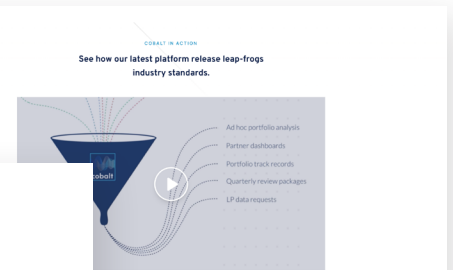 COBALT IN ACTION
See how our latest platform release leap-frogs
industry standards.
Ad hoc portfolio analysis
Partner dashboards
Portfolio track records
Quarterly review packages
LP data requests
cobalt